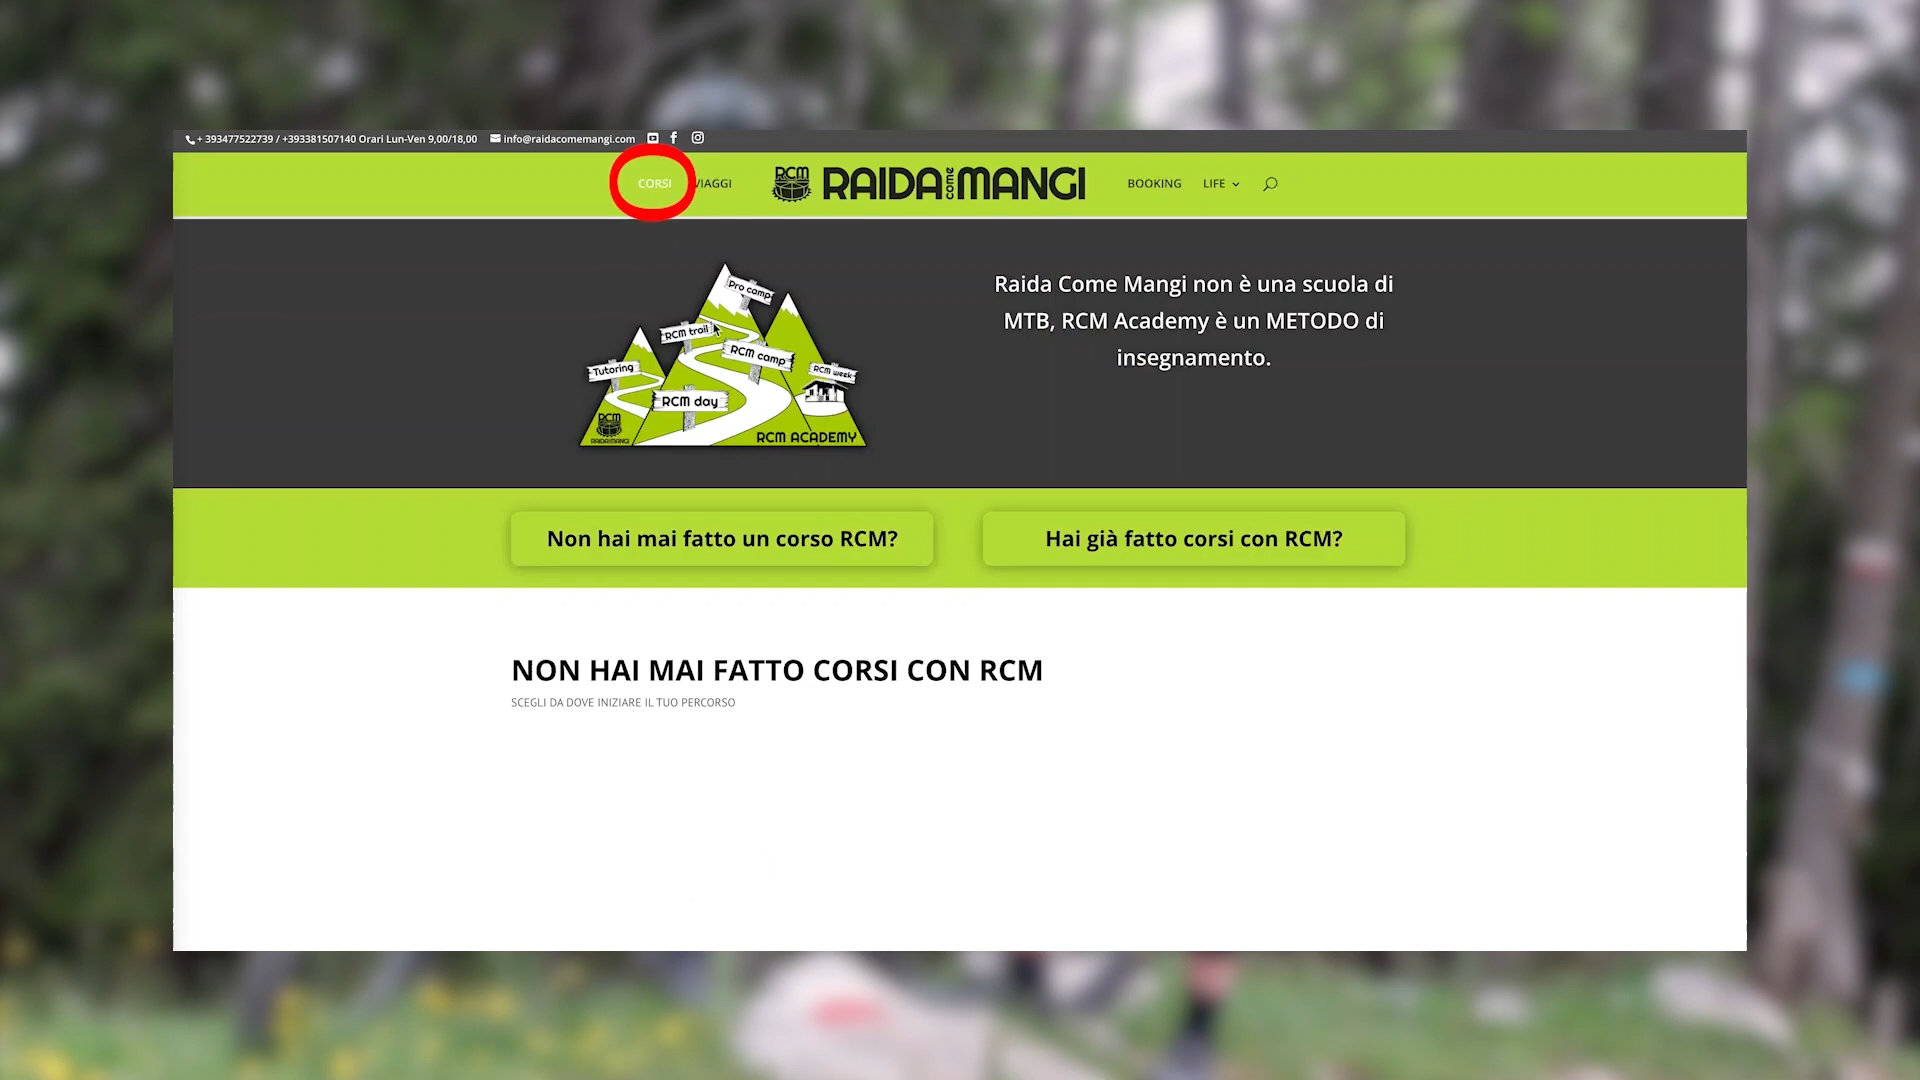 + 393477522739 / +393381507140 Orari Lun-Ven 9,00/18,00 info@raidacomemangi.com
CORSI VIAGGI RCM RAIDA come MANGI BOOKING LIFE
Pro camp
RCM trail
RCM camp
Tutoring
RCM week
RCM day
RCM
RAIDA MANGI
RCM ACADEMY
Raida Come Mangi non è una scuola di
MTB, RCM Academy è un METODO di
insegnamento.
Non hai mai fatto un corso RCM? Hai già fatto corsi con RCM?
NON HAI MAI FATTO CORSI CON RCM
SCEGLI DA DOVE INIZIARE IL TUO PERCORSO